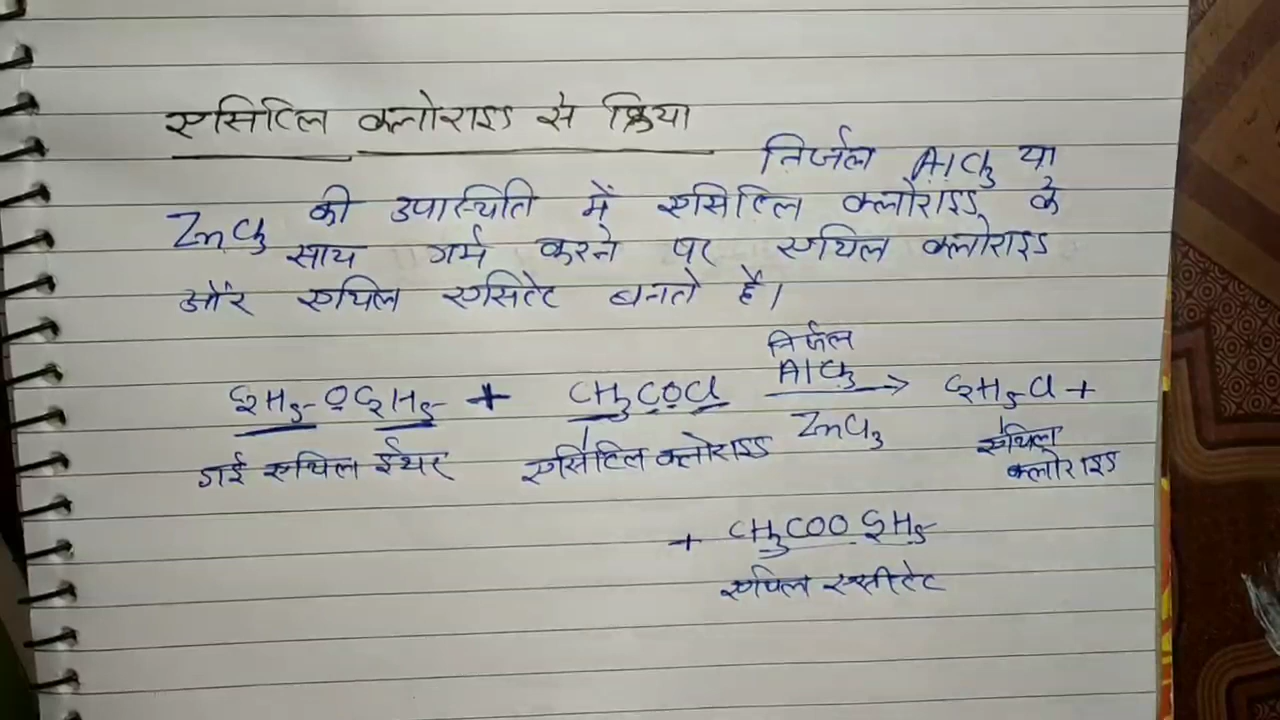 एसिटिल क्लोराइड से क्रिया
निर्जल AlCl3 या
ZnCl3 की उपास्थिति में एसिटिल क्लोराइड के
साथ गर्म करने पर एथिल क्लोराइड
और एथिल एसिटेट बनते है।
निर्जल
C2H5-OC2H5 + CH3COCl AlCl3 → C2H5Cl +
ZnCl3
डाई एथिल ईथर एसिटिल क्लोराइड एथिल
क्लोराइड
+ CH3COOC2H5
एथिल एसीटेट